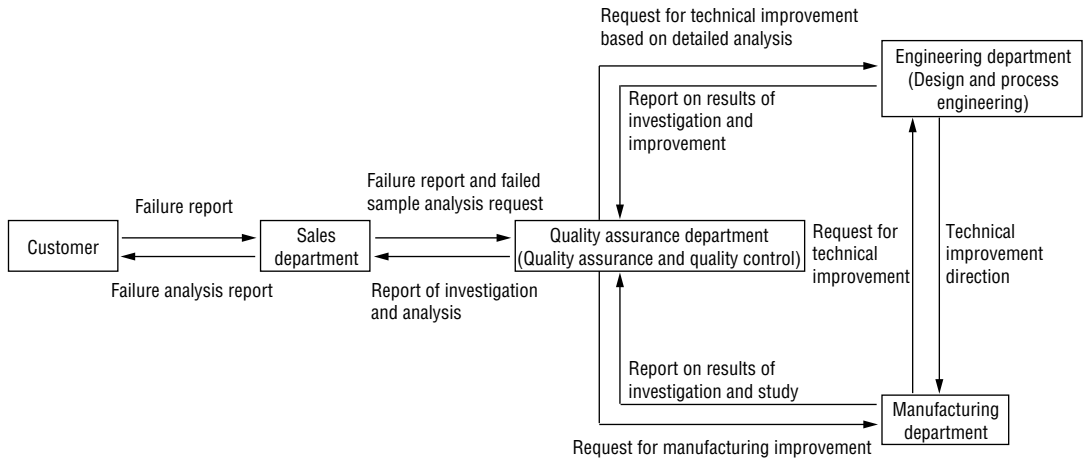 Request for technical improvement
based on detailed analysis
Engineering department
(Design and process
engineering)
Report on results of
investigation and
improvement
Failure report and failed
sample analysis request
Failure report
Customer
Sales
department
Quality assurance department
(Quality assurance and quality control)
Request for
technical
improvement
Technical
improvement
direction
Failure analysis report
Report of investigation
and analysis
Report on results of
investigation and study
Manufacturing
department
Request for manufacturing improvement